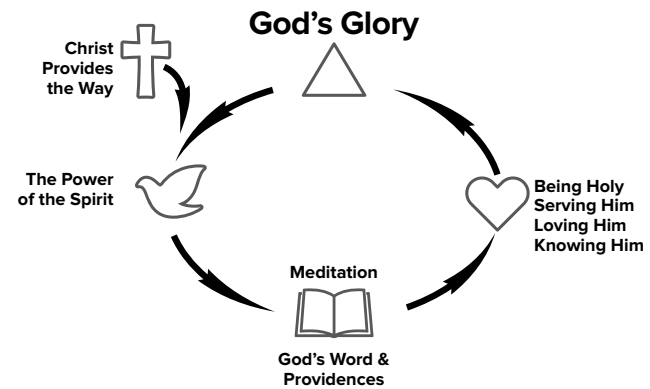 God's Glory
Christ
Provides
the Way
The Power
of the Spirit
Being Holy
Serving Him
Loving Him
Knowing Him
Meditation
God's Word &
Providences